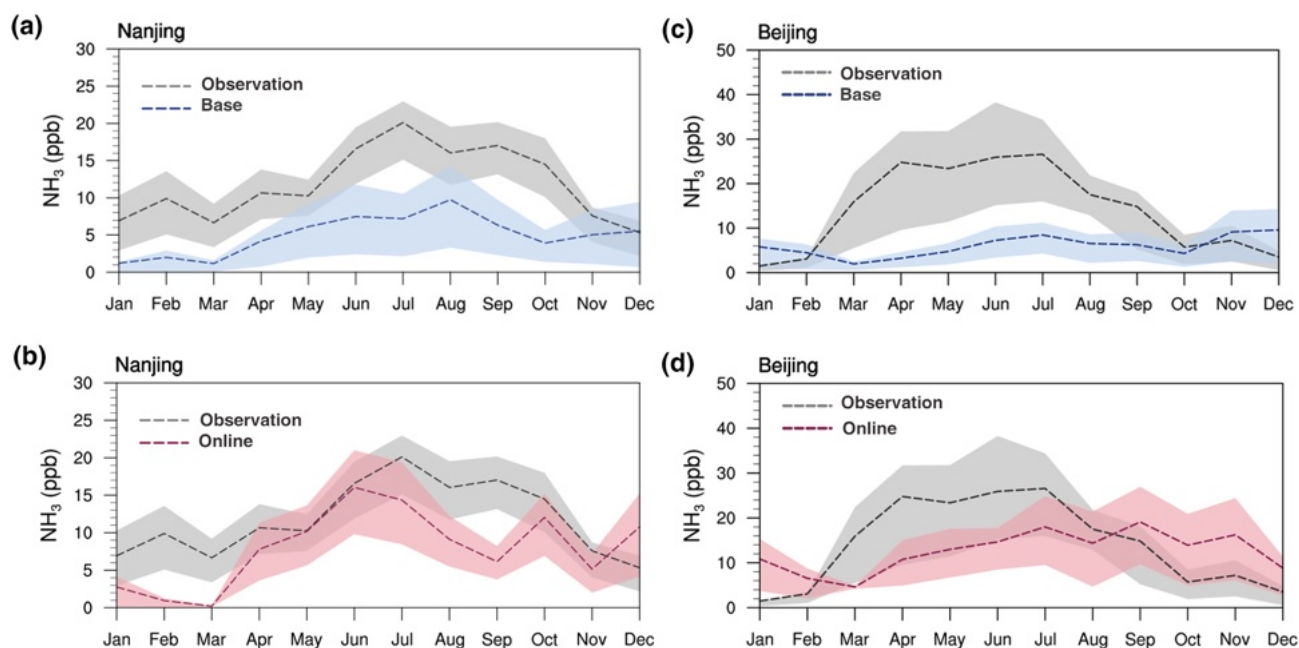 (a)
Nanjing
30
25
20
15
10
5
0
NH3 (ppb)
Observation
Base
Jan Feb Mar Apr May Jun Jul Aug Sep Oct Nov Dec
(c)
Beijing
50
40
30
20
10
0
NH3 (ppb)
Observation
Base
Jan Feb Mar Apr May Jun Jul Aug Sep Oct Nov Dec
(b)
Nanjing
30
25
20
15
10
5
0
NH3 (ppb)
Observation
Online
Jan Feb Mar Apr May Jun Jul Aug Sep Oct Nov Dec
(d)
Beijing
50
40
30
20
10
0
NH3 (ppb)
Observation
Online
Jan Feb Mar Apr May Jun Jul Aug Sep Oct Nov Dec